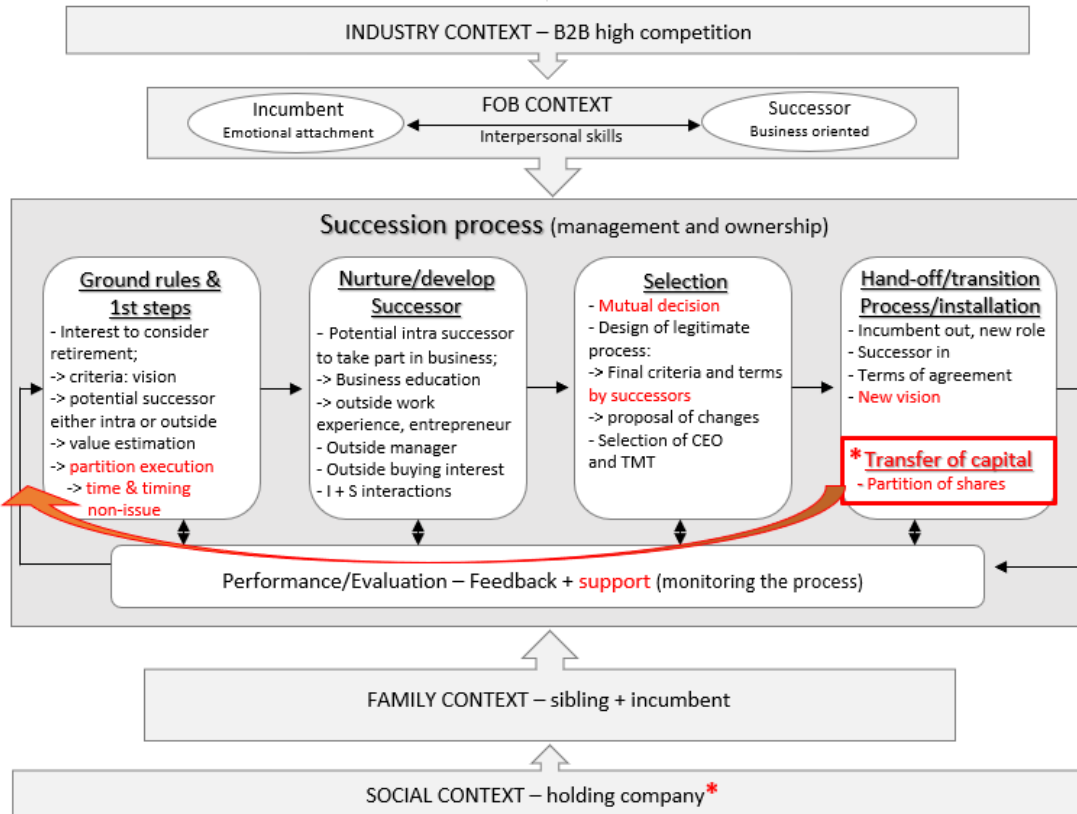 INDUSTRY CONTEXT – B2B high competition
FOB CONTEXT
Incumbent
Emotional attachment
Interpersonal skills
Successor
Business oriented
Succession process (management and ownership)
Ground rules &
1st steps
- Interest to consider
retirement;
-> criteria: vision
-> potential successor
either intra or outside
-> value estimation
-> partition execution
-> time & timing
non-issue
Nurture/develop
Successor
- Potential intra successor
to take part in business;
-> Business education
-> outside work
experience, entrepreneur
- Outside manager
- Outside buying interest
- I + S interactions
Selection
- Mutual decision
- Design of legitimate
process:
-> Final criteria and terms
by successors
-> proposal of changes
- Selection of CEO
and TMT
Hand-off/transition
Process/installation
- Incumbent out, new role
- Successor in
- Terms of agreement
- New vision
* Transfer of capital
- Partition of shares
Performance/Evaluation – Feedback + support (monitoring the process)
FAMILY CONTEXT – sibling + incumbent
SOCIAL CONTEXT – holding company*